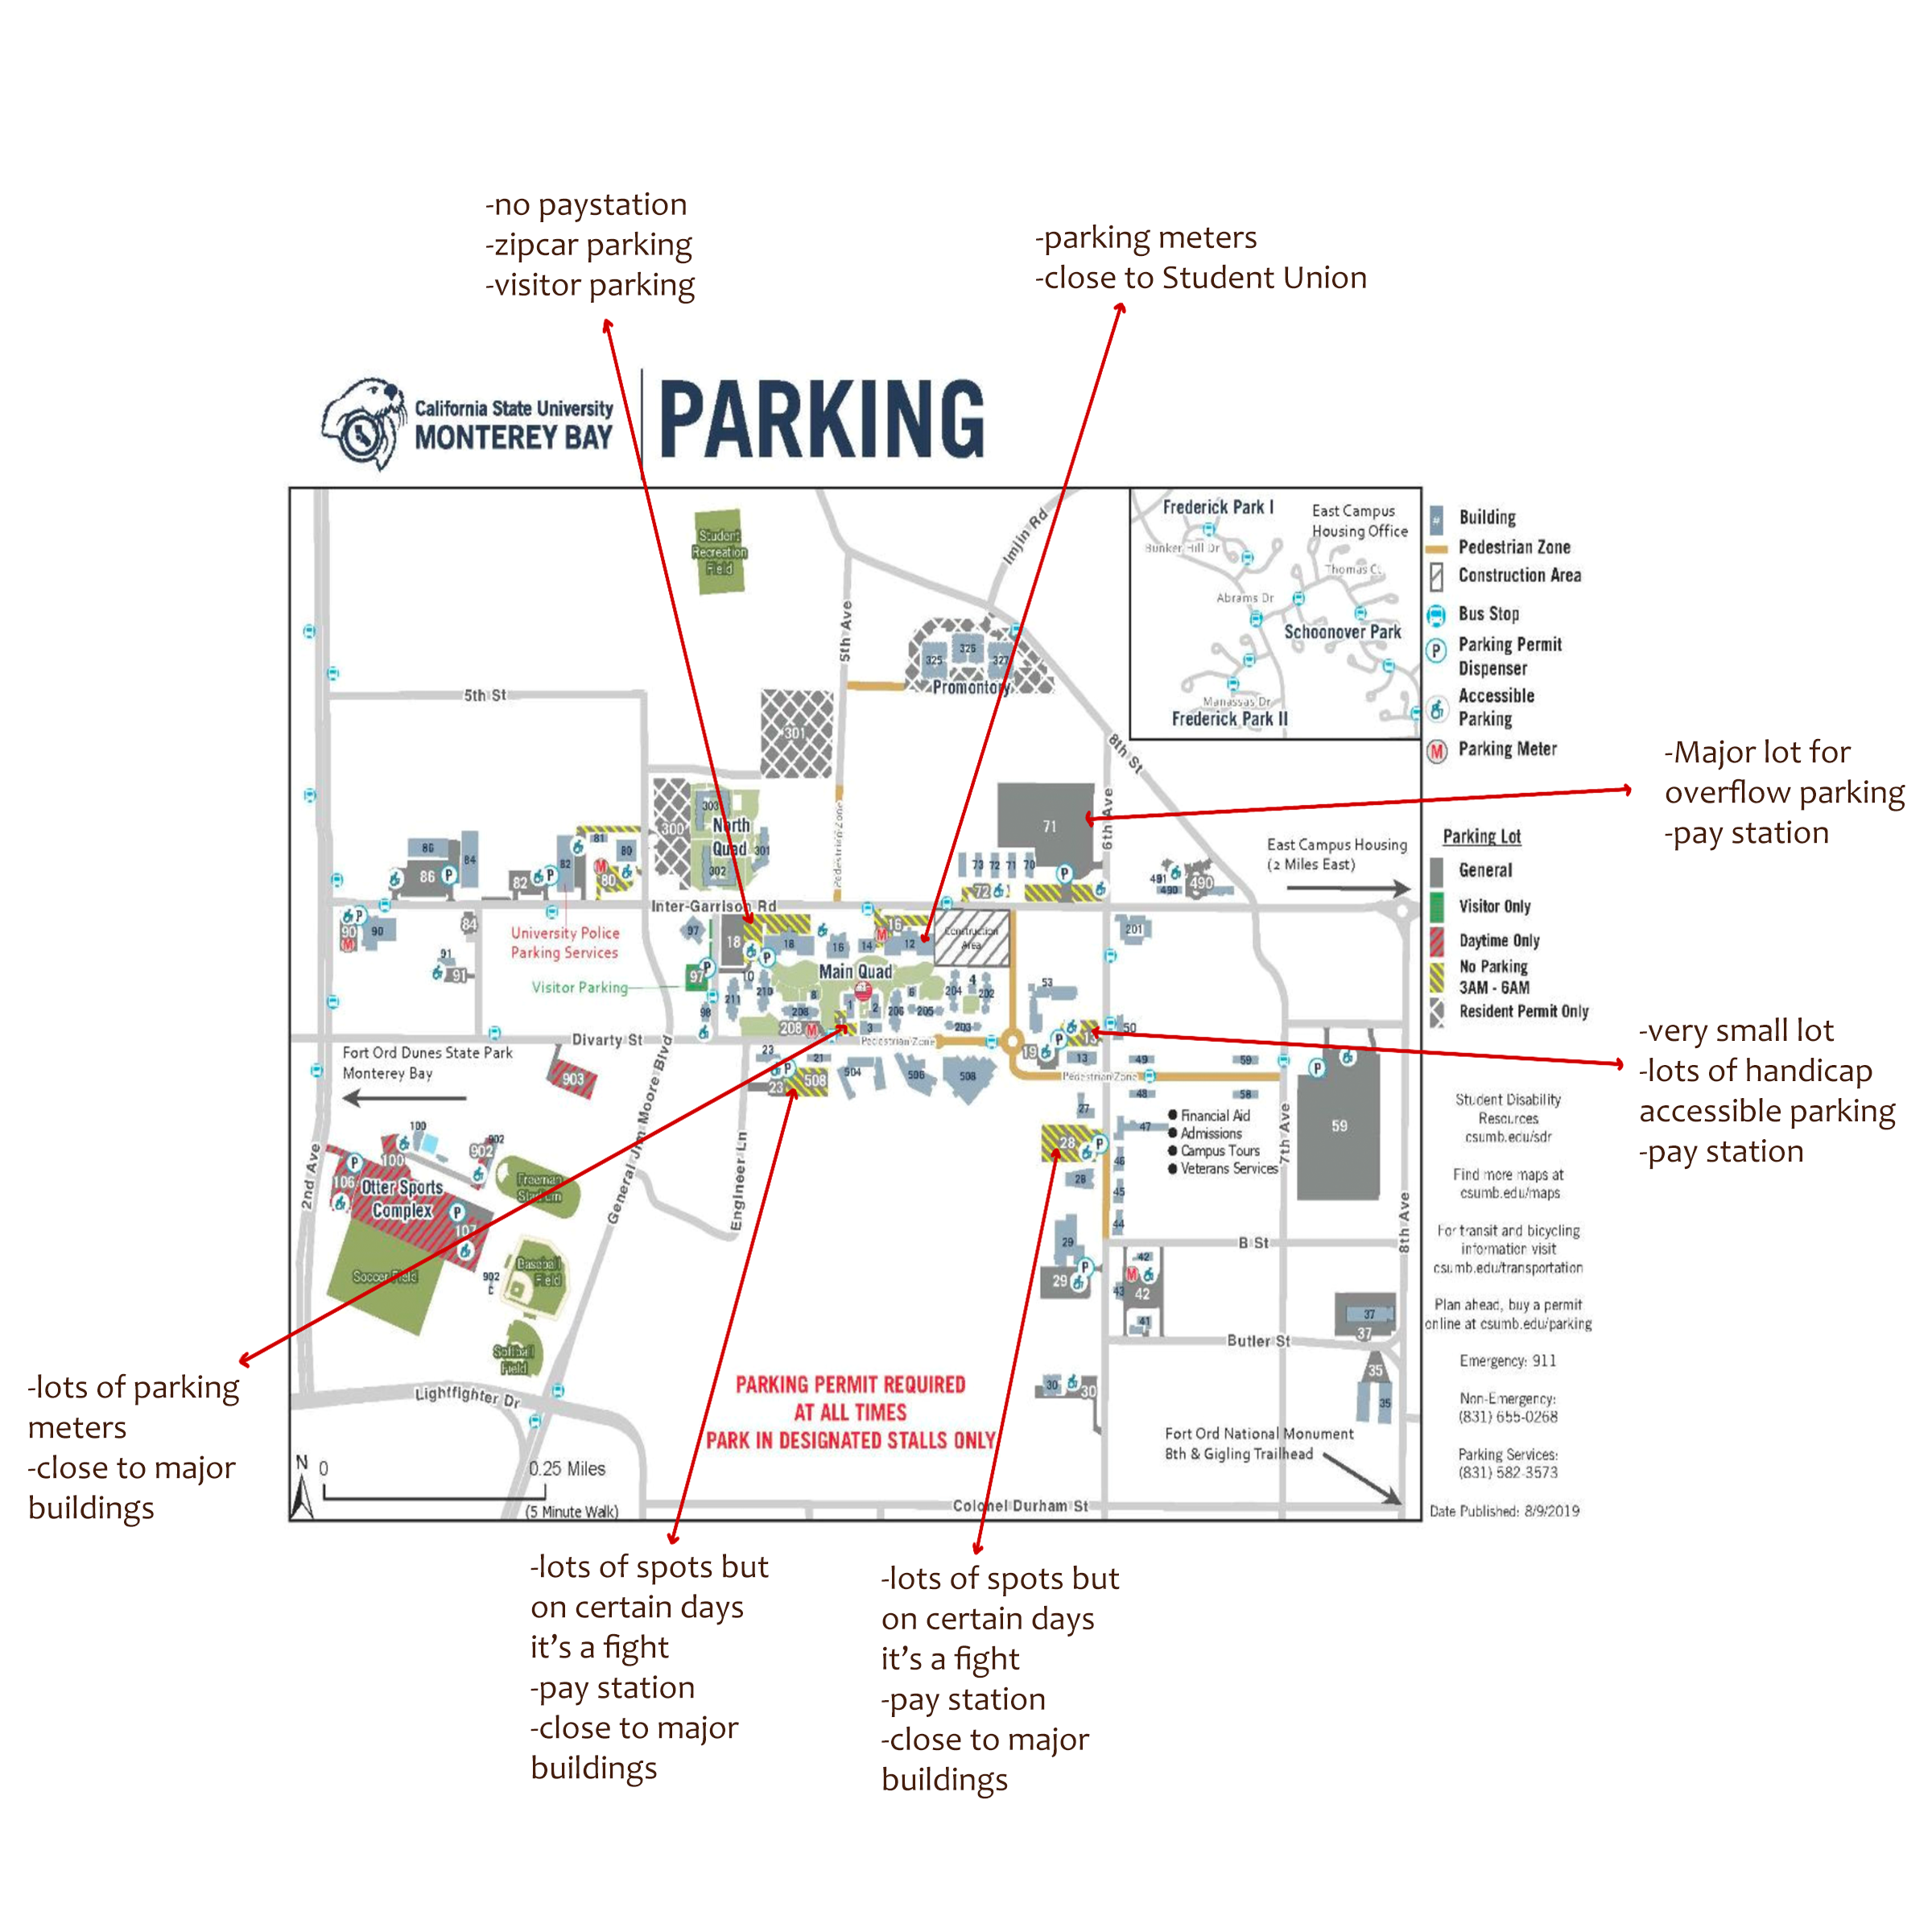 -no paystation
-zipcar parking
-visitor parking
-parking meters
-close to Student Union
California State University
MONTEREY BAY
PARKING
Student
Recreation
Field
Imjin Rd
5th Ave
Frederick Park I
East Campus
Housing Office
Bunker Hill Dr
Thomas Ct
Abrams Dr
Schoonover Park
Manassas Dr
Frederick Park II
# Building
Pedestrian Zone
Construction Area
Bus Stop
P Parking Permit
Dispenser
Accessible
Parking
M Parking Meter
Parking Lot
General
Visitor Only
Daytime Only
No Parking
3AM - 6AM
Resident Permit Only
-Major lot for
overflow parking
-pay station
325 326 327
Promontory
5th St
301
8th St
6th Ave
Pedestrian Zone
71
303
300
North
Quad
301
302
81
80
80
M
86
84
86 P
82
82 P
73 72 71 70
P
72
491
490
490
East Campus Housing
(2 Miles East)
Inter-Garrison Rd
P
90
M
90
84
91
91
University Police
Parking Services
Visitor Parking
97
18
18
16
14
16
M
12
Construction
Area
201
97
P
P
10
Main Quad
211
210
8
208
1
2
6
206
205
204
4
202
53
98
208 M
3
203
50
Divarty St
Pedestrian Zone
19
P
13
49
59
Pedestrian Zone
48
58
23
21
P
23
508
504
506
508
Fort Ord Dunes State Park
Monterey Bay
903
General Jim Moore Blvd
Engineer Ln
27
28
P
47
Financial Aid
Admissions
Campus Tours
Veterans Services
46
28
45
44
29
P
29
7th Ave
59
P
8th Ave
-very small lot
-lots of handicap
accessible parking
-pay station
100
100
902
902
P
106
Otter Sports
Complex
P
107
Freeman
Stadium
2nd Ave
Soccer Field
902
E
Baseball
Field
Softball
Field
B St
42
M
42
43
41
Butler St
37
37
35
35
30
30
Lightfighter Dr
PARKING PERMIT REQUIRED
AT ALL TIMES
PARK IN DESIGNATED STALLS ONLY
Fort Ord National Monument
8th & Gigling Trailhead
N
0
0.25 Miles
(5 Minute Walk)
Colonel Durham St
Student Disability
Resources
csumb.edu/sdr
Find more maps at
csumb.edu/maps
For transit and bicycling
information visit
csumb.edu/transportation
Plan ahead, buy a permit
online at csumb.edu/parking
Emergency: 911
Non-Emergency:
(831) 655-0268
Parking Services:
(831) 582-3573
Date Published: 8/9/2019
-lots of parking
meters
-close to major
buildings
-lots of spots but
on certain days
it's a fight
-pay station
-close to major
buildings
-lots of spots but
on certain days
it's a fight
-pay station
-close to major
buildings